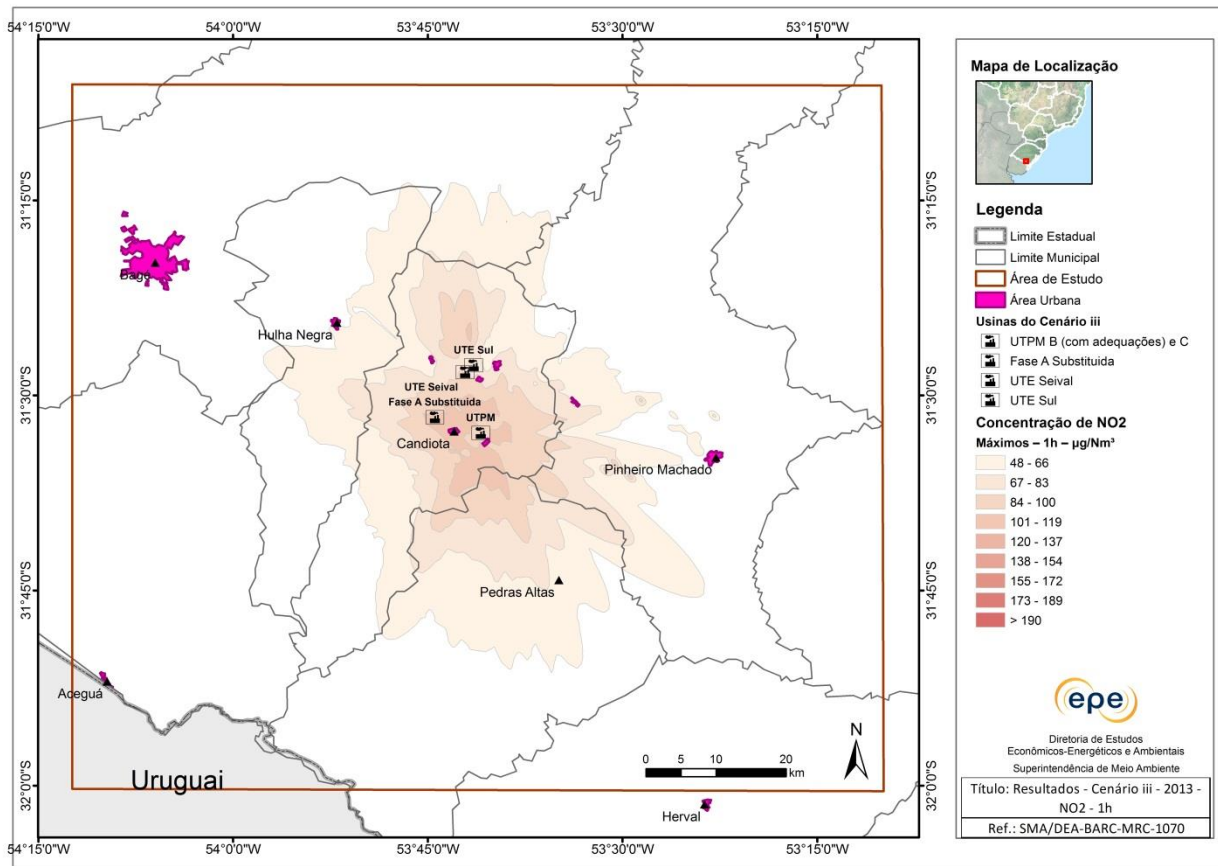 54°15'0"W
54°0'0"W
53°45'0"W
53°30'0"W
53°15'0"W
31°15'0"S
31°30'0"S
31°45'0"S
32°0'0"S
31°15'0"S
31°30'0"S
31°45'0"S
32°0'0"S
Bagé
Hulha Negra
UTE Sul
UTE Seival
Fase A Substituída
UTPM
Candiota
Pinheiro Machado
Pedras Altas
Aceguá
Uruguai
Herval
0 5 10 20
km
N
54°15'0"W
54°0'0"W
53°45'0"W
53°30'0"W
53°15'0"W
Mapa de Localização
Legenda
Limite Estadual
Limite Municipal
Área de Estudo
Área Urbana
Usinas do Cenário iii
UTPM B (com adequações) e C
Fase A Substituida
UTE Seival
UTE Sul
Concentração de NO2
Máximos – 1h – µg/Nm³
48 - 66
67 - 83
84 - 100
101 - 119
120 - 137
138 - 154
155 - 172
173 - 189
> 190
epe
Diretoria de Estudos
Econômicos-Energéticos e Ambientais
Superintendência de Meio Ambiente
Título: Resultados - Cenário iii - 2013 -
NO2 - 1h
Ref.: SMA/DEA-BARC-MRC-1070